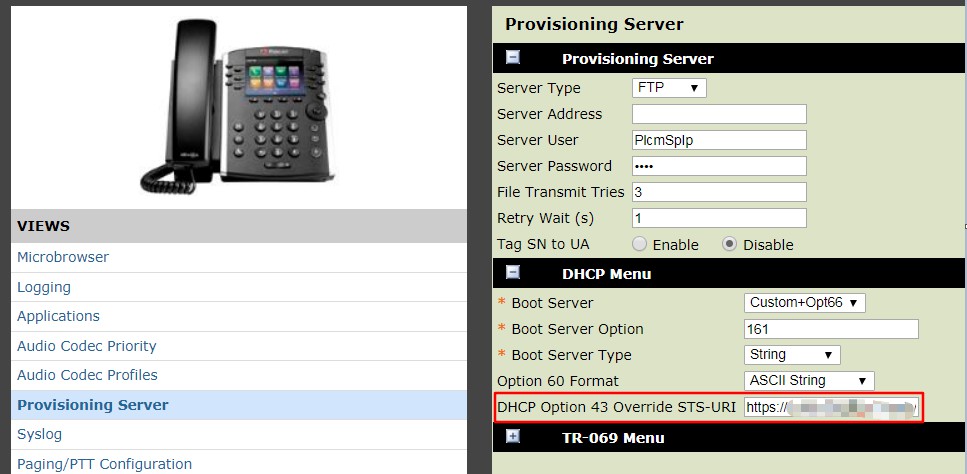 VIEWS
Microbrowser
Logging
Applications
Audio Codec Priority
Audio Codec Profiles
Provisioning Server
Syslog
Paging/PTT Configuration
Provisioning Server
Provisioning Server
Server Type FTP
Server Address
Server User PlcmSpIp
Server Password ••••
File Transmit Tries 3
Retry Wait (s) 1
Tag SN to UA Enable Disable
DHCP Menu
* Boot Server Custom+Opt66
* Boot Server Option 161
* Boot Server Type String
Option 60 Format ASCII String
DHCP Option 43 Override STS-URI https://
TR-069 Menu